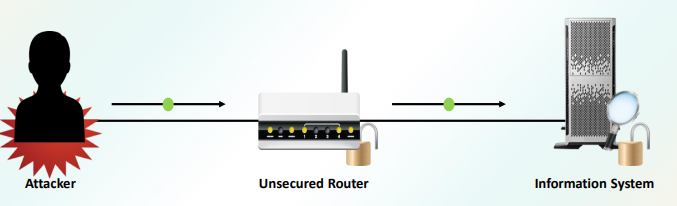 Attacker
Unsecured Router
Information System